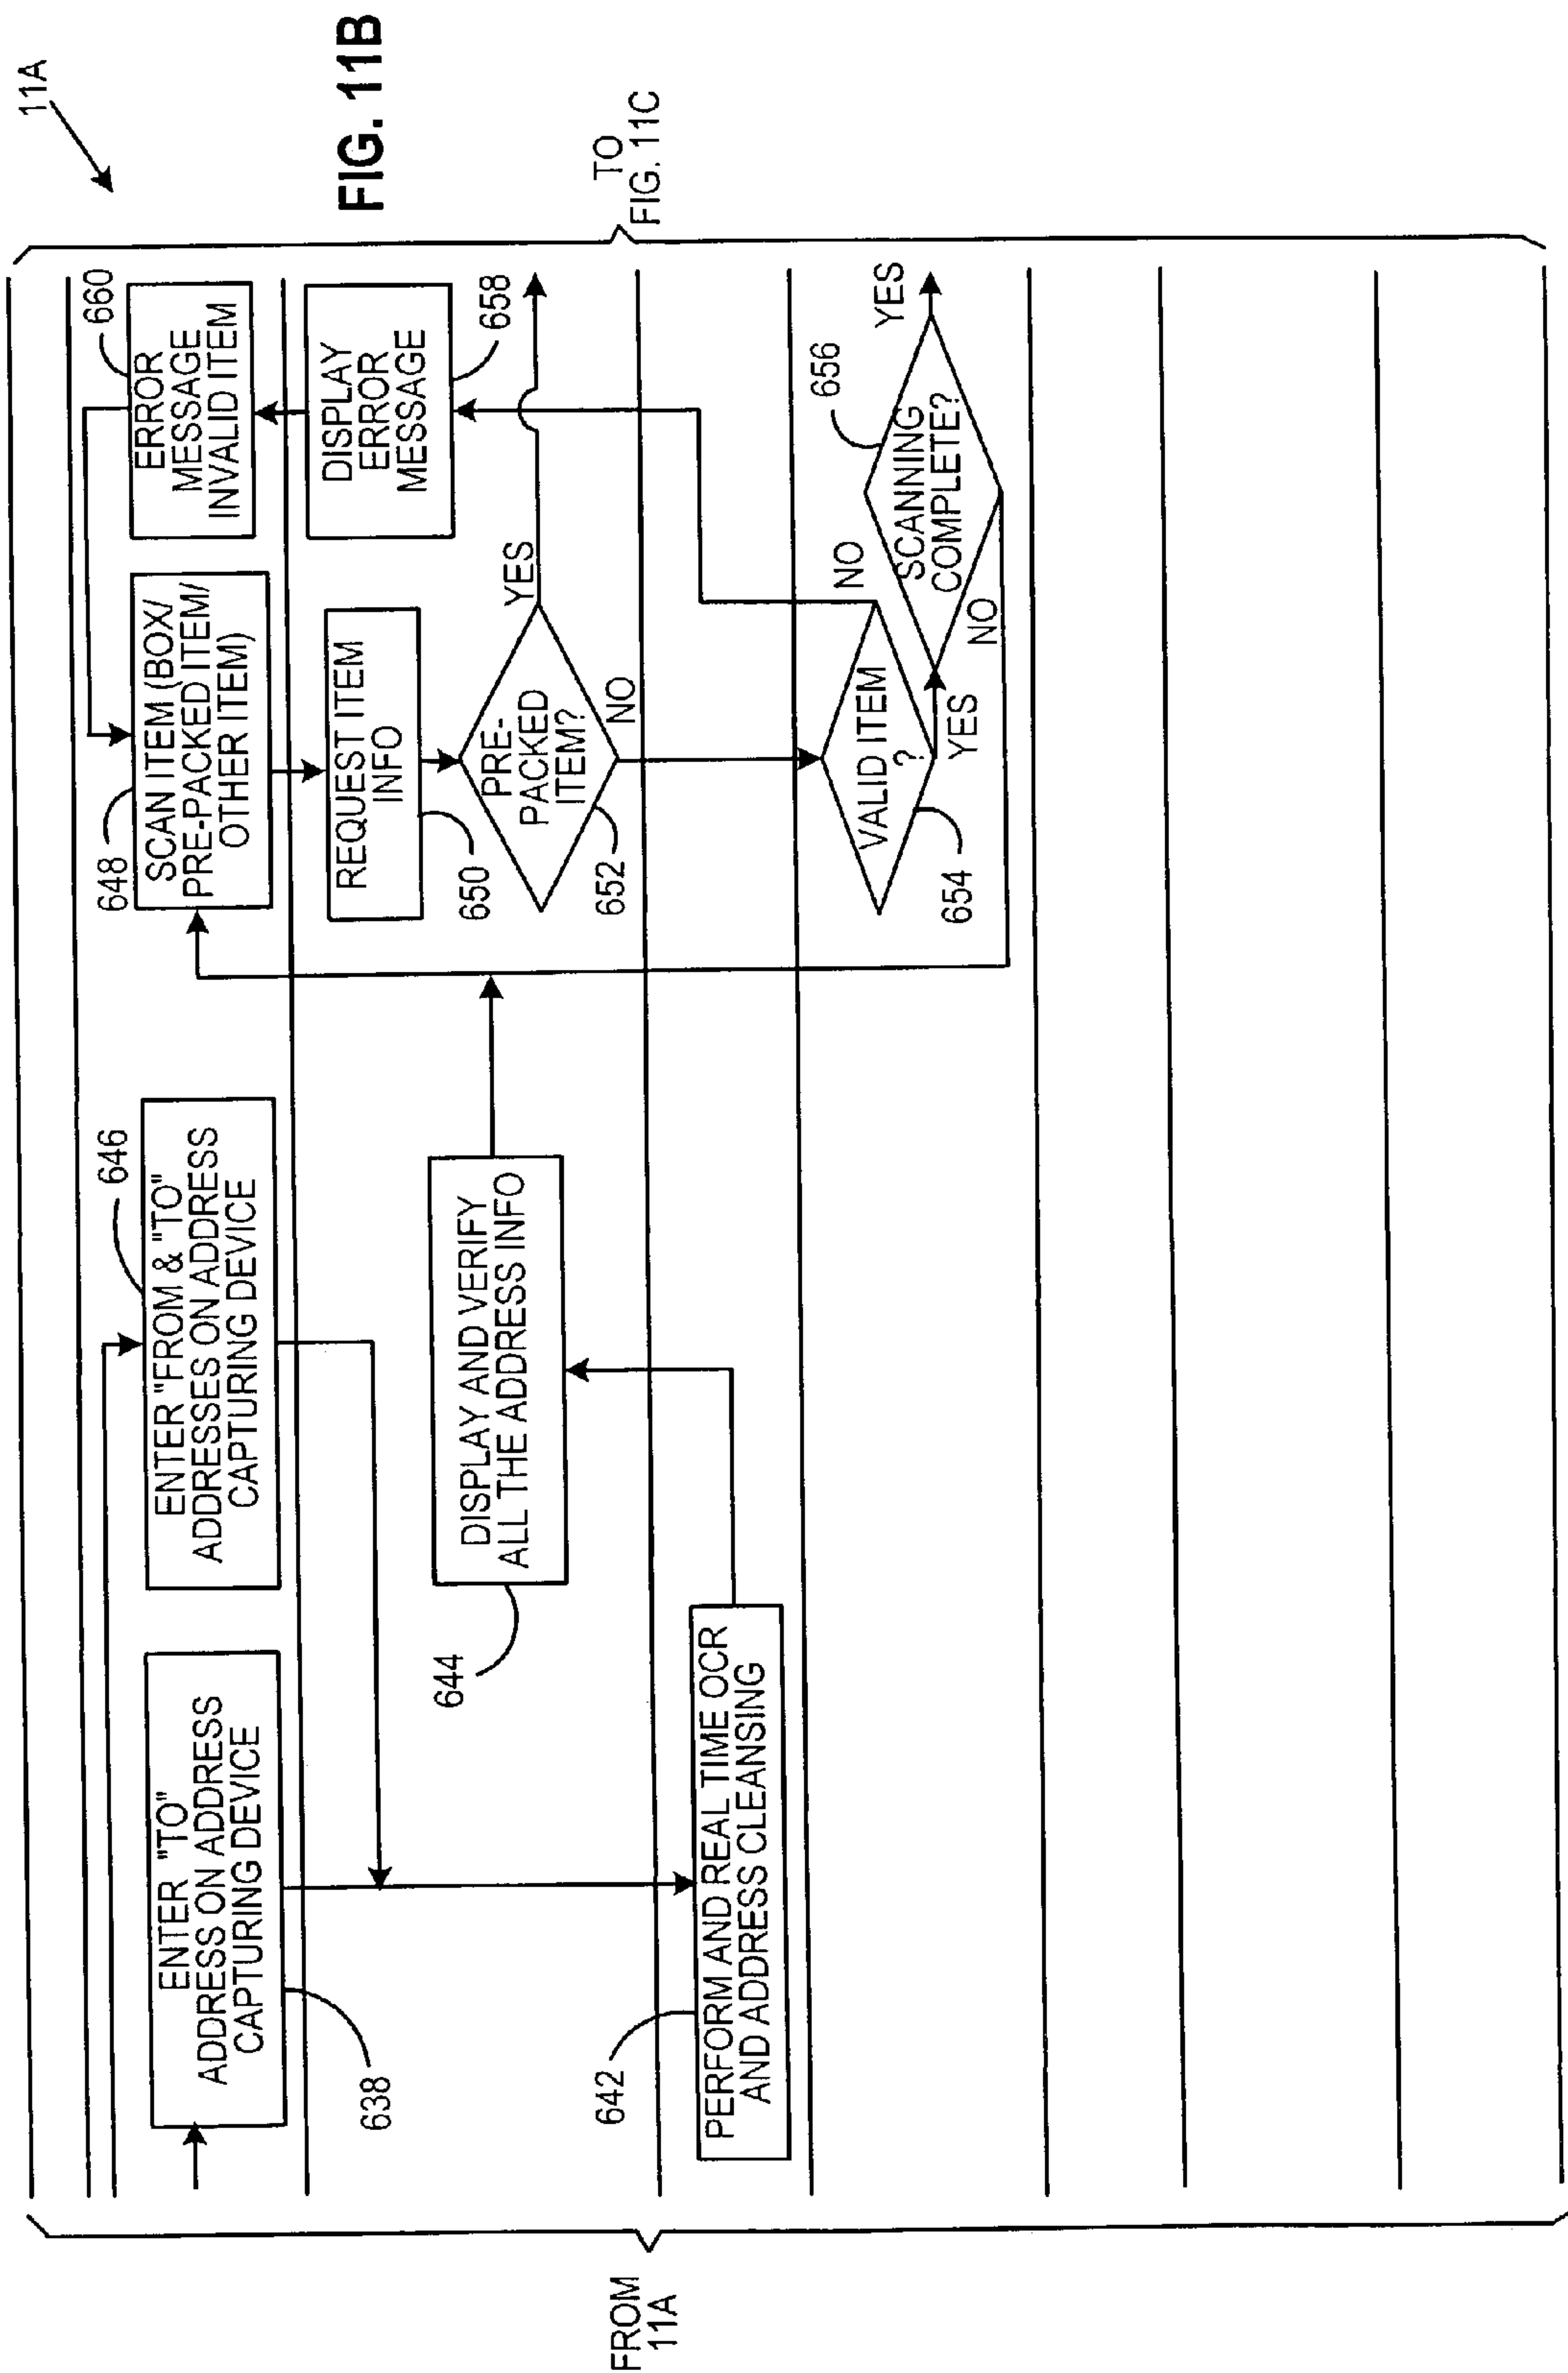 11A
FIG. 11B
FROM
11A
TO
FIG. 11C
ENTER "TO"
ADDRESS ON ADDRESS
CAPTURING DEVICE
638
ENTER "FROM & "TO"
ADDRESSES ON ADDRESS
CAPTURING DEVICE
646
PERFORM AND REAL TIME OCR
AND ADDRESS CLEANSING
642
DISPLAY AND VERIFY
ALL THE ADDRESS INFO
644
SCAN ITEM (BOX/
PRE-PACKED ITEM/
OTHER ITEM)
648
REQUEST ITEM
INFO
650
PRE-
PACKED
ITEM?
652
YES
NO
VALID ITEM
?
654
NO
YES
SCANNING
COMPLETE?
656
YES
NO
DISPLAY
ERROR
MESSAGE
658
ERROR
MESSAGE
INVALID ITEM
660